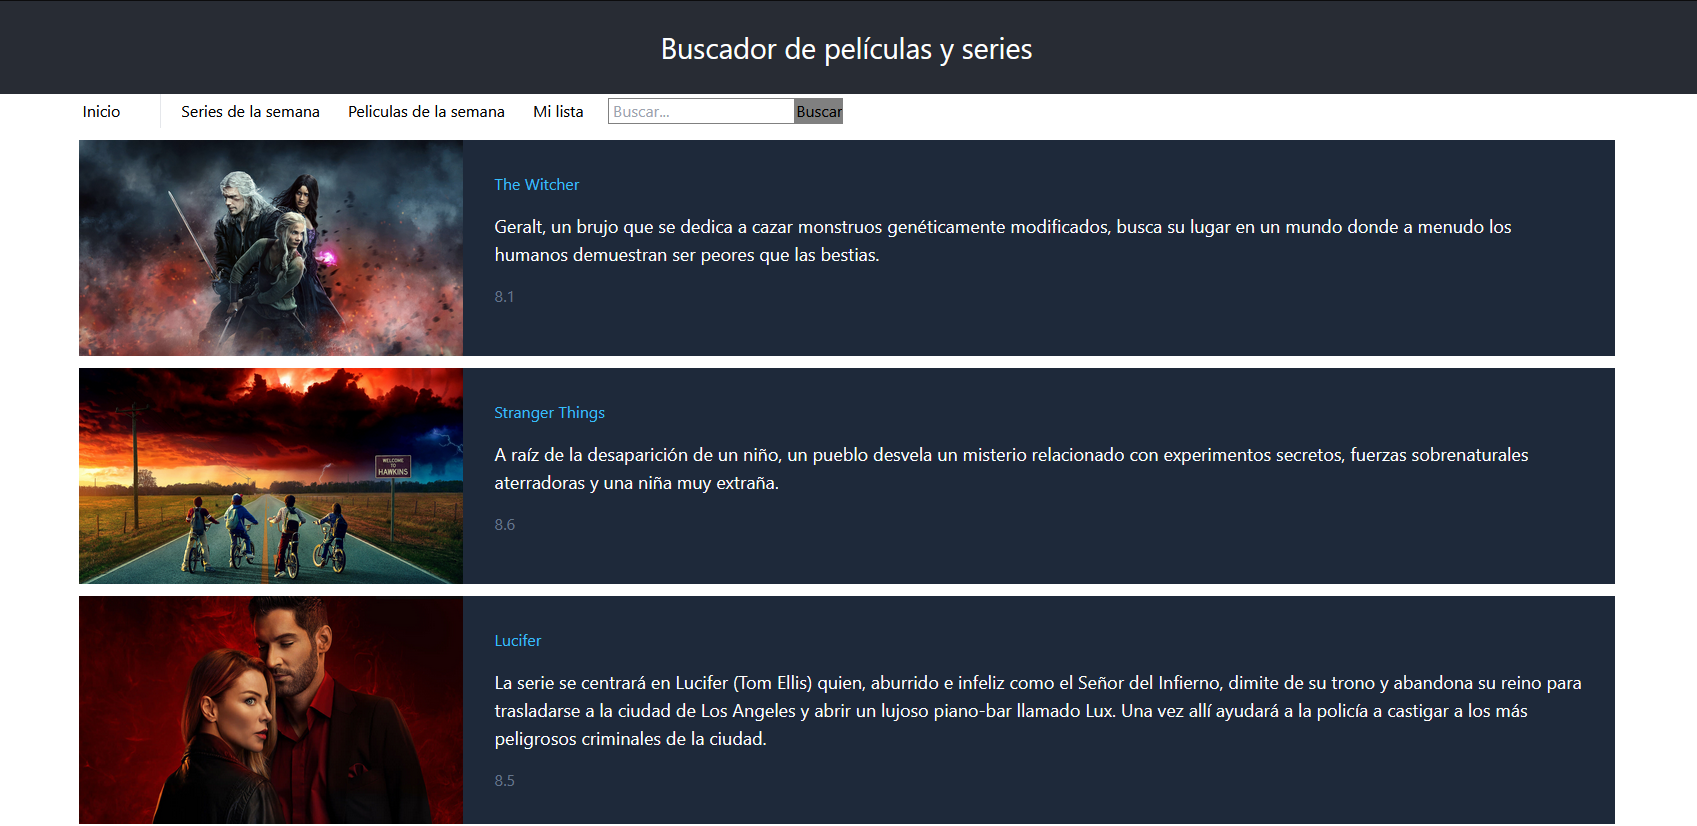 Buscador de películas y series
Inicio
Series de la semana
Peliculas de la semana
Mi lista
Buscar...
Buscar
The Witcher
Geralt, un brujo que se dedica a cazar monstruos genéticamente modificados, busca su lugar en un mundo donde a menudo los
humanos demuestran ser peores que las bestias.
8.1
WELCOME
TO
HAWKINS
Stranger Things
A raíz de la desaparición de un niño, un pueblo desvela un misterio relacionado con experimentos secretos, fuerzas sobrenaturales
aterradoras y una niña muy extraña.
8.6
Lucifer
La serie se centrará en Lucifer (Tom Ellis) quien, aburrido e infeliz como el Señor del Infierno, dimite de su trono y abandona su reino para
trasladarse a la ciudad de Los Angeles y abrir un lujoso piano-bar llamado Lux. Una vez allí ayudará a la policía a castigar a los más
peligrosos criminales de la ciudad.
8.5